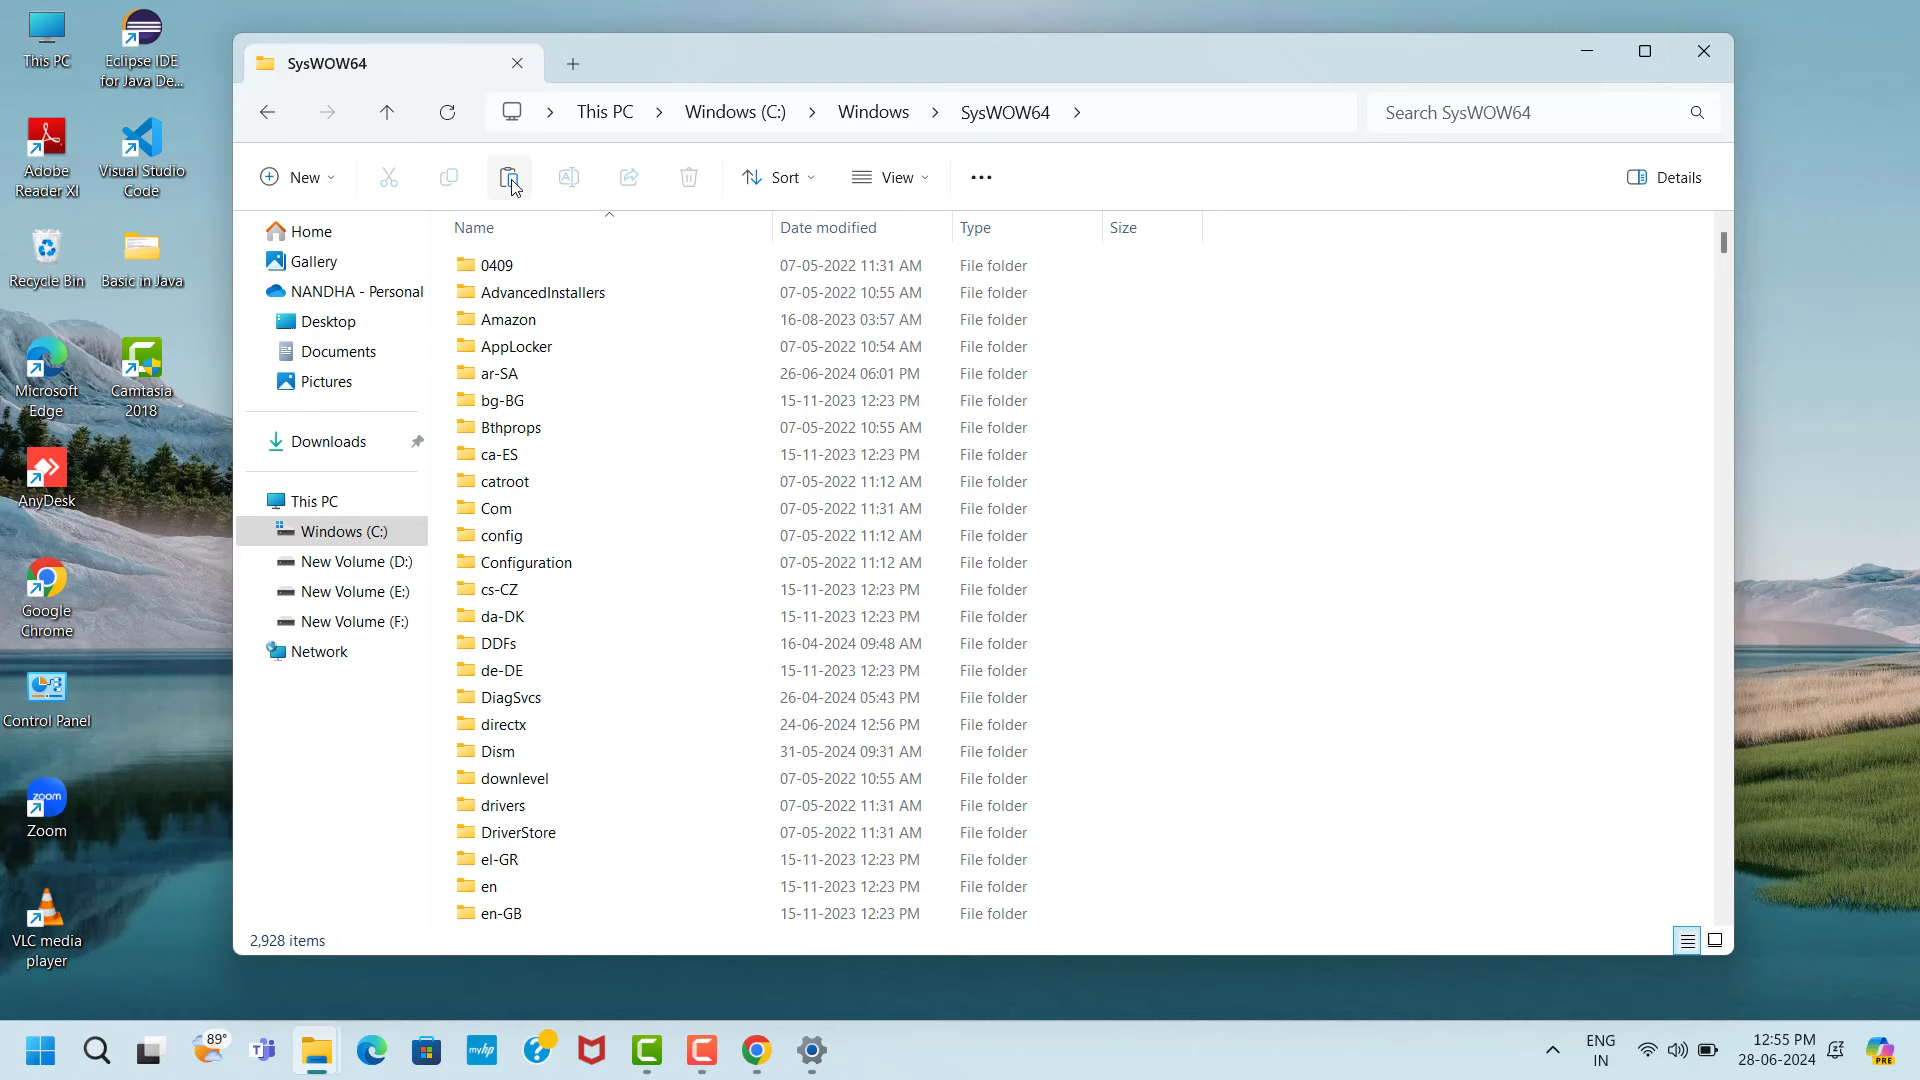 This PC
Eclipse IDE
for Java De...
Adobe
Reader XI
Visual Studio
Code
Recycle Bin
Basic in Java
Microsoft
Edge
Camtasia
2018
AnyDesk
Google
Chrome
Control Panel
zoom
Zoom
VLC media
player
SysWOW64
This PC > Windows (C:) > Windows > SysWOW64 >
Search SysWOW64
New
Sort
View
Details
Home
Gallery
NANDHA - Personal
Desktop
Documents
Pictures
Downloads
This PC
Windows (C:)
New Volume (D:)
New Volume (E:)
New Volume (F:)
Network
Name Date modified Type Size
0409 07-05-2022 11:31 AM File folder
AdvancedInstallers 07-05-2022 10:55 AM File folder
Amazon 16-08-2023 03:57 AM File folder
AppLocker 07-05-2022 10:54 AM File folder
ar-SA 26-06-2024 06:01 PM File folder
bg-BG 15-11-2023 12:23 PM File folder
Bthprops 07-05-2022 10:55 AM File folder
ca-ES 15-11-2023 12:23 PM File folder
catroot 07-05-2022 11:12 AM File folder
Com 07-05-2022 11:31 AM File folder
config 07-05-2022 11:12 AM File folder
Configuration 07-05-2022 11:12 AM File folder
cs-CZ 15-11-2023 12:23 PM File folder
da-DK 15-11-2023 12:23 PM File folder
DDFs 16-04-2024 09:48 AM File folder
de-DE 15-11-2023 12:23 PM File folder
DiagSvcs 26-04-2024 05:43 PM File folder
directx 24-06-2024 12:56 PM File folder
Dism 31-05-2024 09:31 AM File folder
downlevel 07-05-2022 10:55 AM File folder
drivers 07-05-2022 11:31 AM File folder
DriverStore 07-05-2022 11:31 AM File folder
el-GR 15-11-2023 12:23 PM File folder
en 15-11-2023 12:23 PM File folder
en-GB 15-11-2023 12:23 PM File folder
2,928 items
89°
myhp
ENG
IN
12:55 PM
28-06-2024
PRE